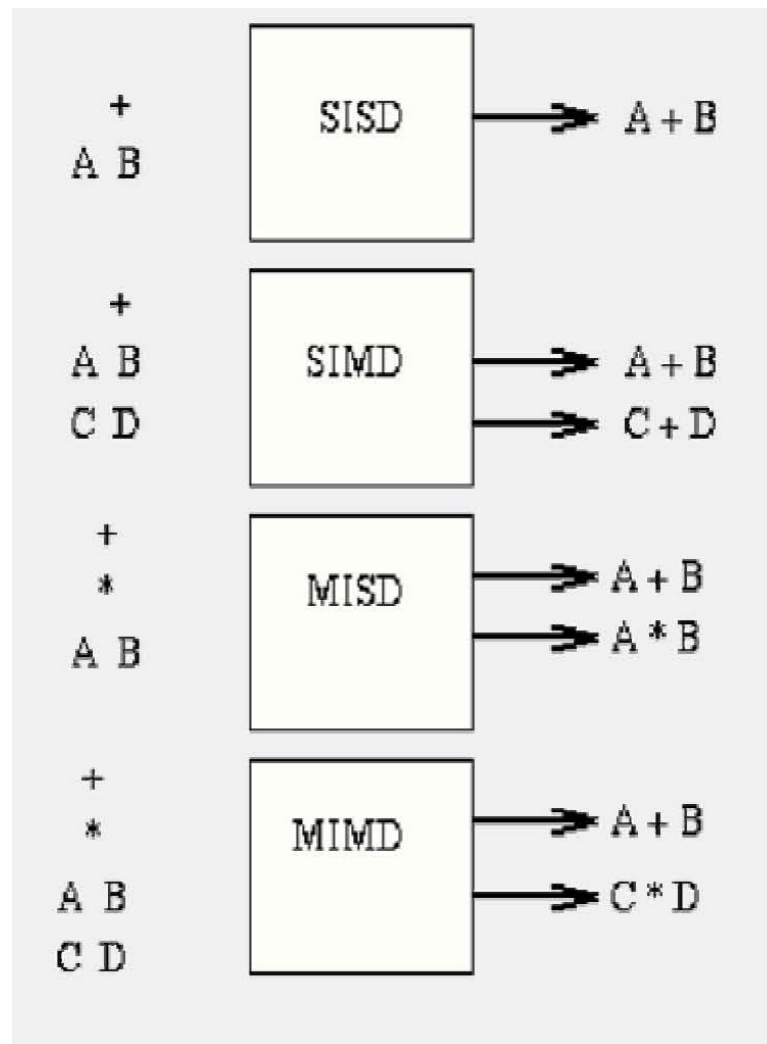 +
A B
SISD
A + B
+
A B
C D
SIMD
A + B
C + D
+
*
A B
MISD
A + B
A * B
+
*
A B
C D
MIMD
A + B
C * D